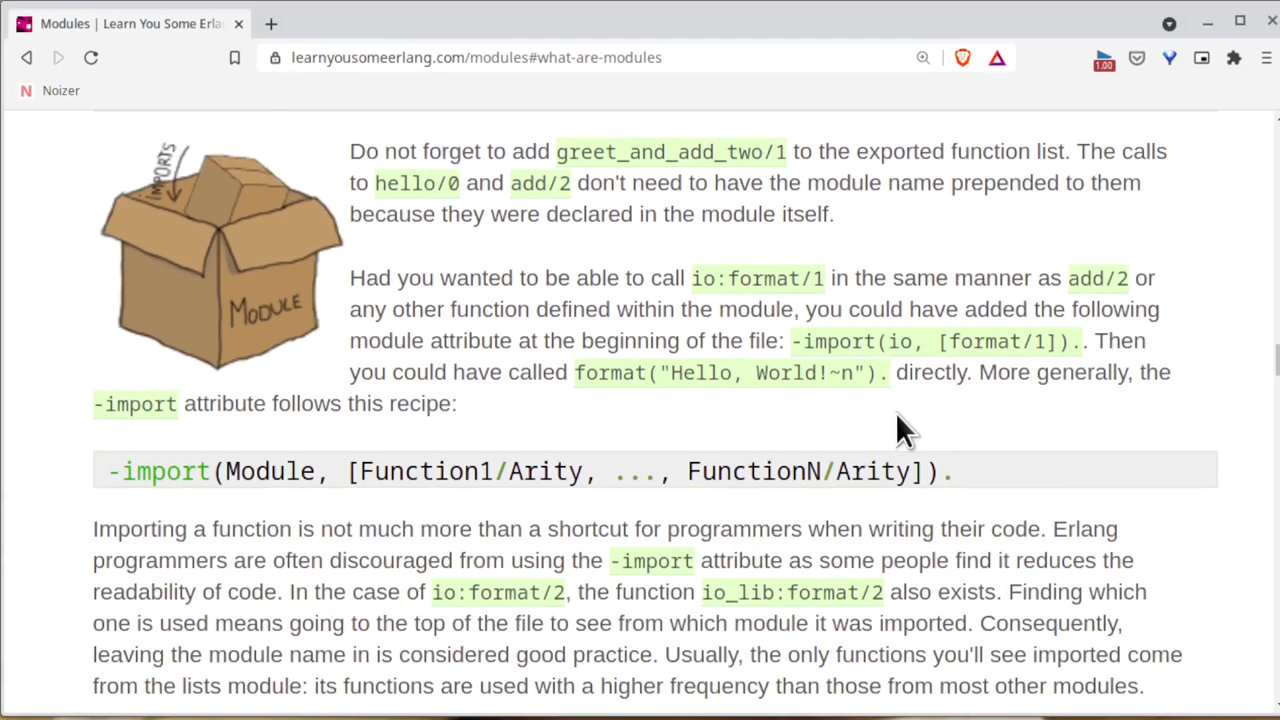 Modules | Learn You Some Erla
learnyousomeerlang.com/modules#what-are-modules
1.00
N Noizer
IMPORTS
MODULE
Do not forget to add greet_and_add_two/1 to the exported function list. The calls
to hello/0 and add/2 don't need to have the module name prepended to them
because they were declared in the module itself.
Had you wanted to be able to call io:format/1 in the same manner as add/2 or
any other function defined within the module, you could have added the following
module attribute at the beginning of the file: -import(io, [format/1]).. Then
you could have called format("Hello, World!~n"). directly. More generally, the
-import attribute follows this recipe:
-import(Module, [Function1/Arity, ..., FunctionN/Arity]).
Importing a function is not much more than a shortcut for programmers when writing their code. Erlang
programmers are often discouraged from using the -import attribute as some people find it reduces the
readability of code. In the case of io:format/2, the function io_lib:format/2 also exists. Finding which
one is used means going to the top of the file to see from which module it was imported. Consequently,
leaving the module name in is considered good practice. Usually, the only functions you'll see imported come
from the lists module: its functions are used with a higher frequency than those from most other modules.